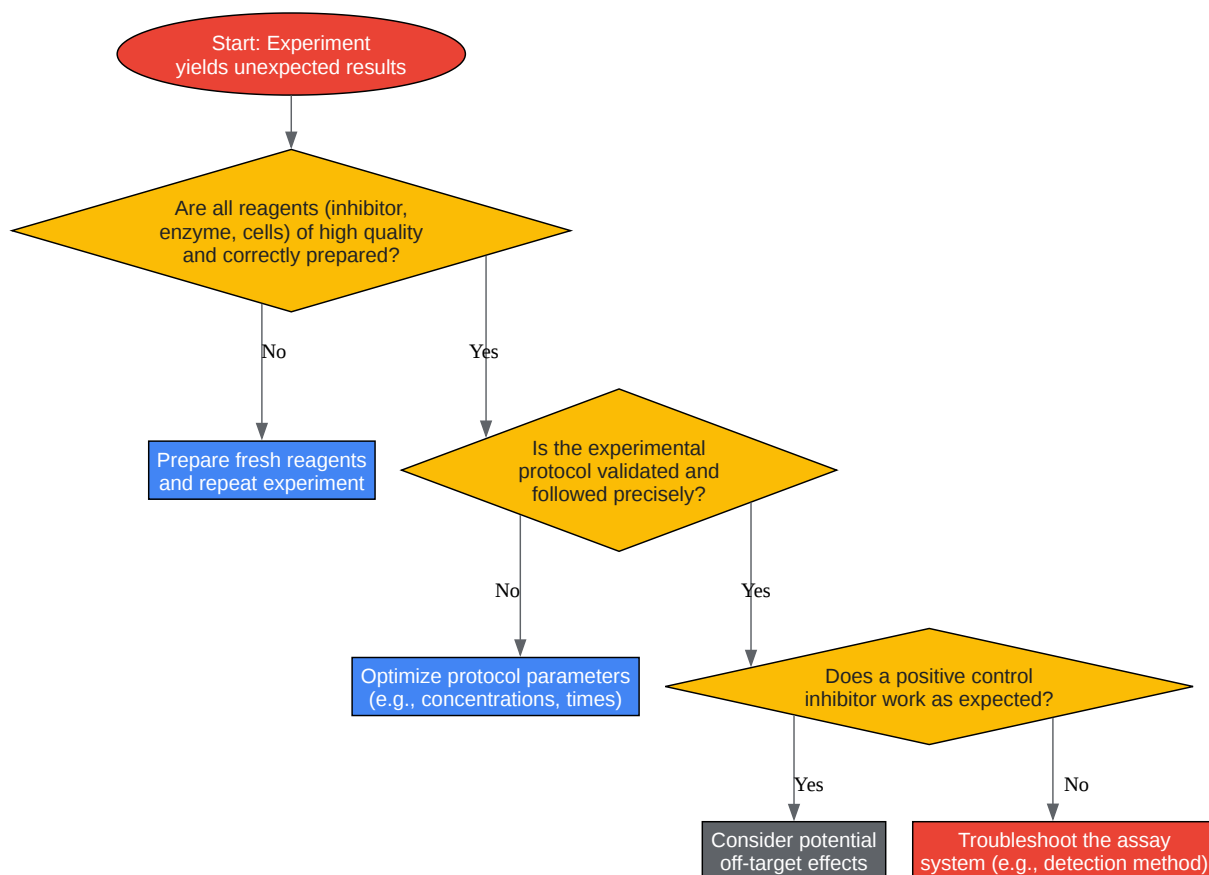 Start: Experiment
yields unexpected results
Are all reagents (inhibitor,
enzyme, cells) of high quality
and correctly prepared?
No
Yes
Prepare fresh reagents
and repeat experiment
Is the experimental
protocol validated and
followed precisely?
No
Yes
Optimize protocol parameters
(e.g., concentrations, times)
Does a positive control
inhibitor work as expected?
Yes
No
Consider potential
off-target effects
Troubleshoot the assay
system (e.g., detection method)